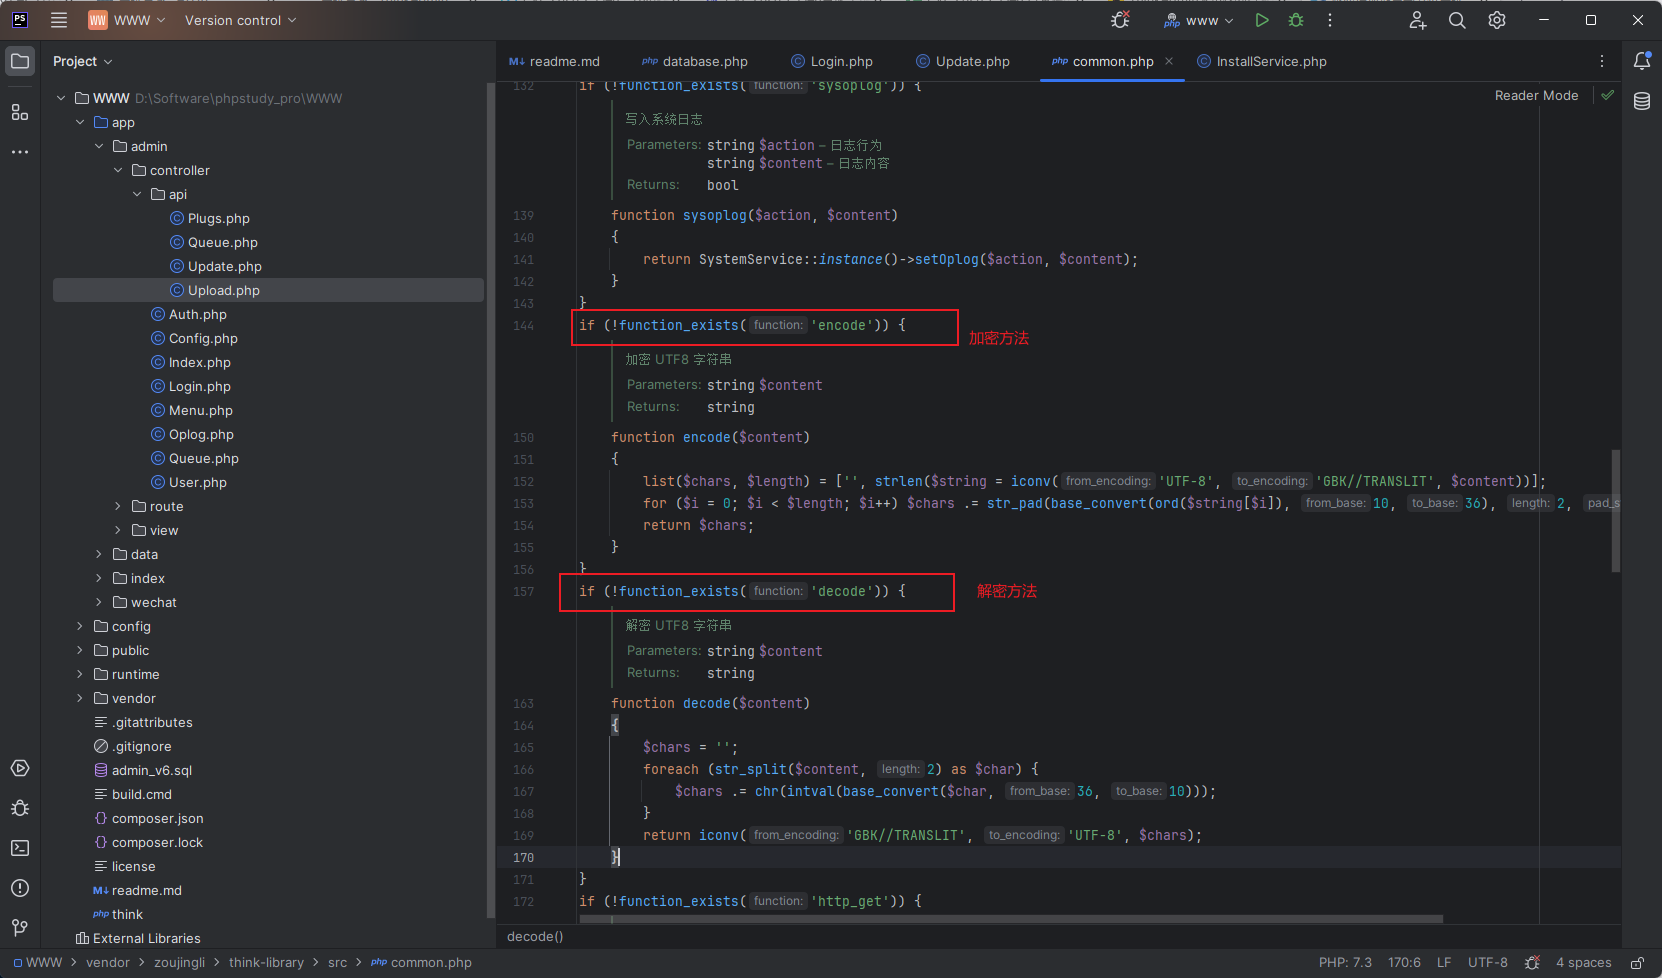 PS
WW WWW
Version control
php www
Project
M↓ readme.md
php database.php
Login.php
Update.php
php common.php
InstallService.php
Reader Mode
WWW D:\Software\phpstudy_pro\WWW
app
admin
controller
api
Plugs.php
Queue.php
Update.php
Upload.php
Auth.php
Config.php
Index.php
Login.php
Menu.php
Oplog.php
Queue.php
User.php
route
view
data
index
wechat
config
public
runtime
vendor
.gitattributes
.gitignore
admin_v6.sql
build.cmd
composer.json
composer.lock
license
M↓ readme.md
php think
External Libraries
132 if (!function_exists( function: 'sysoplog')) {
写入系统日志
Parameters: string $action – 日志行为
string $content – 日志内容
Returns: bool
139 function sysoplog($action, $content)
140 {
141 return SystemService::instance()->setOplog($action, $content);
142 }
143 }
144 if (!function_exists( function: 'encode')) {
加密方法
加密 UTF8 字符串
Parameters: string $content
Returns: string
150 function encode($content)
151 {
152 list($chars, $length) = ['', strlen($string = iconv( from_encoding: 'UTF-8', to_encoding: 'GBK//TRANSLIT', $content))];
153 for ($i = 0; $i < $length; $i++) $chars .= str_pad(base_convert(ord($string[$i]), from_base: 10, to_base: 36), length: 2, pad_s
154 return $chars;
155 }
156 }
157 if (!function_exists( function: 'decode')) {
解密方法
解密 UTF8 字符串
Parameters: string $content
Returns: string
163 function decode($content)
164 {
165 $chars = '';
166 foreach (str_split($content, length: 2) as $char) {
167 $chars .= chr(intval(base_convert($char, from_base: 36, to_base: 10)));
168 }
169 return iconv( from_encoding: 'GBK//TRANSLIT', to_encoding: 'UTF-8', $chars);
170 }
171 }
172 if (!function_exists( function: 'http_get')) {
decode()
WWW > vendor > zoujingli > think-library > src > php common.php
PHP: 7.3 170:6 LF UTF-8 4 spaces